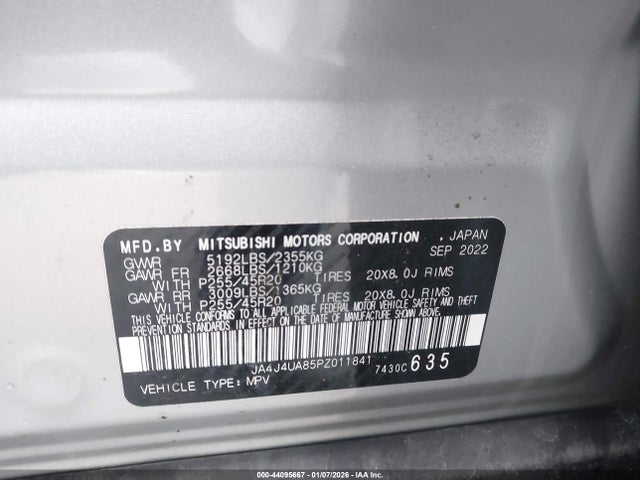 MFD.BY MITSUBISHI MOTORS CORPORATION , JAPAN
SEP 2022
GVWR 5192LBS/2355KG
GAWR FR 2668LBS/1210KG
WITH P255/45R20 TIRES 20X8.0J RIMS
GAWR RR 3009LBS/1365KG
WITH P255/45R20 TIRES 20X8.0J RIMS
THIS VEHICLE CONFORMS TO ALL APPLICABLE FEDERAL MOTOR VEHICLE SAFETY AND THEFT
PREVENTION STANDARDS IN EFFECT ON THE DATE OF MANUFACTURE SHOWN ABOVE.
JA4J4UA85PZ011841 7430C 635
VEHICLE TYPE: MPV
000-44095667 - 01/07/2026 - IAA Inc.